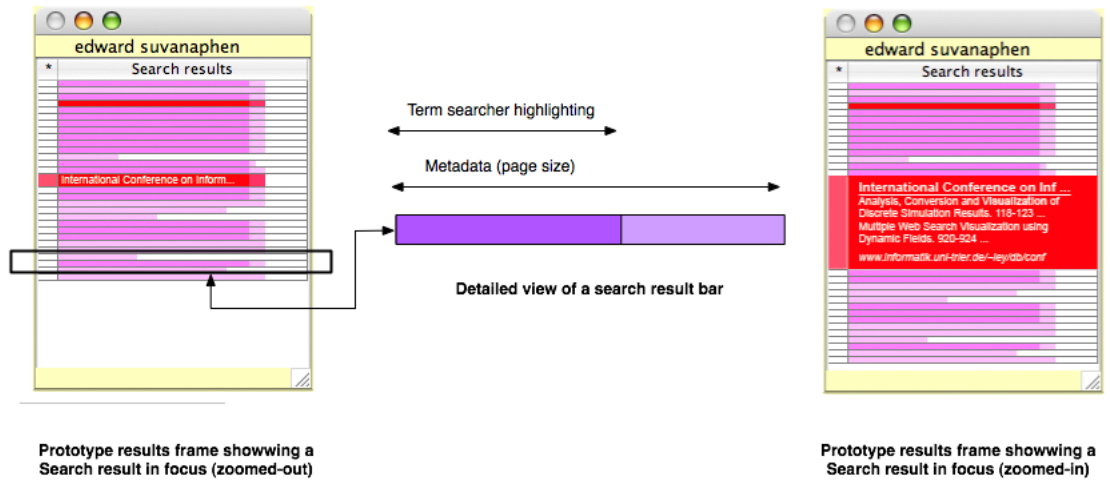 edward suvanaphen
* Search results
International Conference on Inform...
Term searcher highlighting
Metadata (page size)
Detailed view of a search result bar
edward suvanaphen
* Search results
International Conference on Inf ...
Analysis, Conversion and Visualization of
Discrete Simulation Results. 118-123 ...
Multiple Web Search Visualization using
Dynamic Fields. 920-924 ...
www.informatik.uni-trier.de/~ley/db/conf
Prototype results frame showwing a
Search result in focus (zoomed-out)
Prototype results frame showwing a
Search result in focus (zoomed-in)